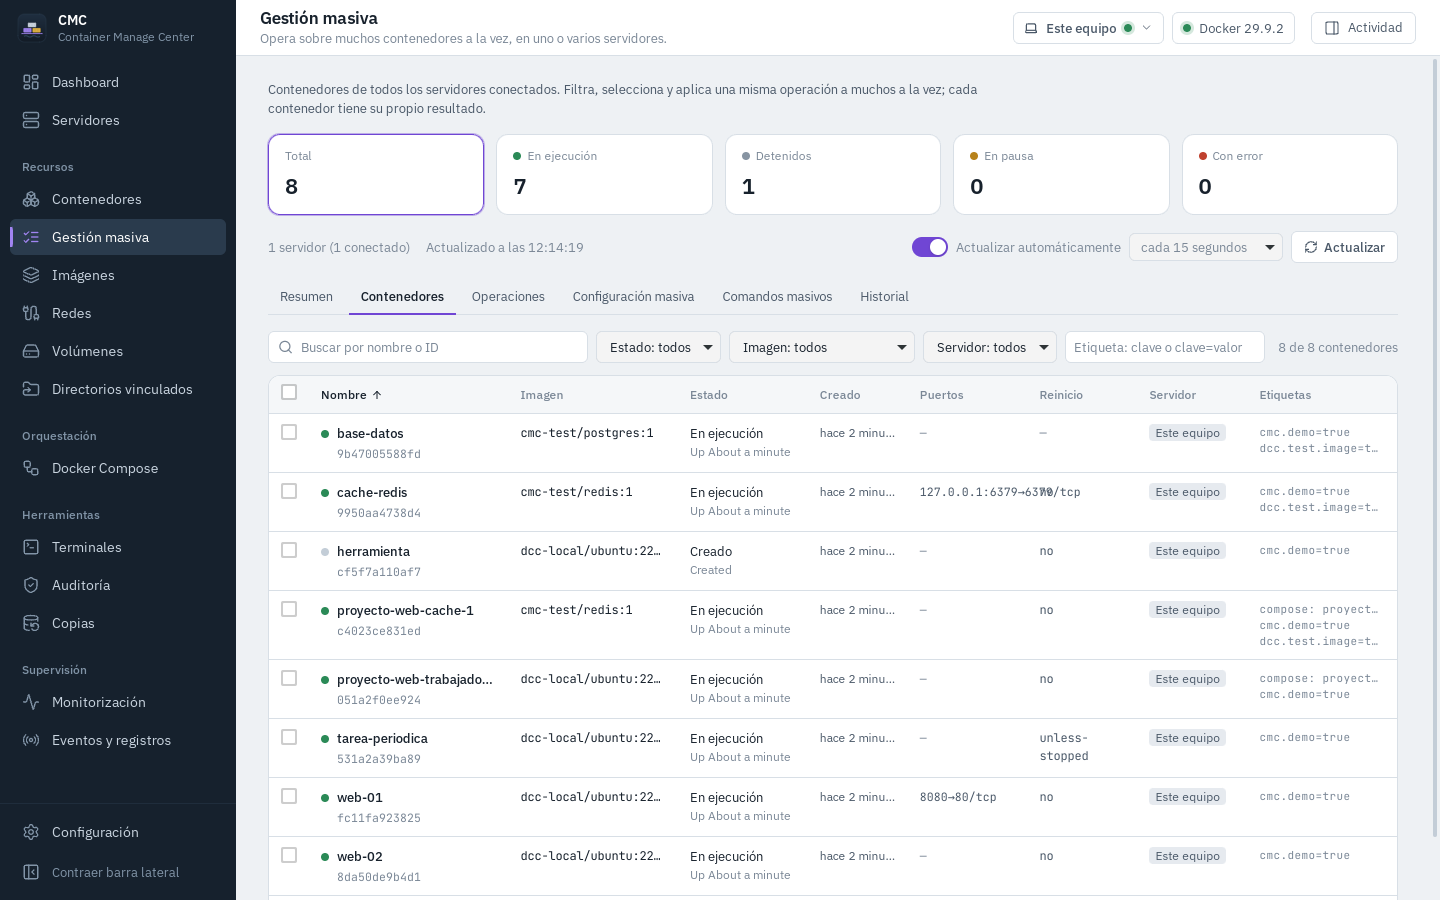 CMC
Container Manage Center
Dashboard
Servidores
Recursos
Contenedores
Gestión masiva
Imágenes
Redes
Volúmenes
Directorios vinculados
Orquestación
Docker Compose
Herramientas
Terminales
Auditoría
Copias
Supervisión
Monitorización
Eventos y registros
Configuración
Contraer barra lateral
Gestión masiva
Opera sobre muchos contenedores a la vez, en uno o varios servidores.
Este equipo
Docker 29.9.2
Actividad
Contenedores de todos los servidores conectados. Filtra, selecciona y aplica una misma operación a muchos a la vez; cada
contenedor tiene su propio resultado.
Total
8
En ejecución
7
Detenidos
1
En pausa
0
Con error
0
1 servidor (1 conectado) Actualizado a las 12:14:19
Actualizar automáticamente cada 15 segundos Actualizar
Resumen Contenedores Operaciones Configuración masiva Comandos masivos Historial
Buscar por nombre o ID Estado: todos Imagen: todos Servidor: todos Etiqueta: clave o clave=valor 8 de 8 contenedores
Nombre ↑ Imagen Estado Creado Puertos Reinicio Servidor Etiquetas
base-datos cmc-test/postgres:1 En ejecución hace 2 minu... — — Este equipo cmc.demo=true
9b47005588fd Up About a minute dcc.test.image=t…
cache-redis cmc-test/redis:1 En ejecución hace 2 minu... 127.0.0.1:6379→6379/tcp no Este equipo cmc.demo=true
9950aa4738d4 Up About a minute dcc.test.image=t…
herramienta dcc-local/ubuntu:22… Creado hace 2 minu... — no Este equipo cmc.demo=true
cf5f7a110af7 Created
proyecto-web-cache-1 cmc-test/redis:1 En ejecución hace 2 minu... — no Este equipo compose: proyect…
c4023ce831ed Up About a minute cmc.demo=true
dcc.test.image=t…
proyecto-web-trabajado... dcc-local/ubuntu:22… En ejecución hace 2 minu... — no Este equipo compose: proyect…
051a2f0ee924 Up About a minute cmc.demo=true
tarea-periodica dcc-local/ubuntu:22… En ejecución hace 2 minu... — unless- Este equipo cmc.demo=true
531a2a39ba89 Up About a minute stopped
web-01 dcc-local/ubuntu:22… En ejecución hace 2 minu... 8080→80/tcp no Este equipo cmc.demo=true
fc11fa923825 Up About a minute
web-02 dcc-local/ubuntu:22… En ejecución hace 2 minu... — no Este equipo cmc.demo=true
8da50de9b4d1 Up About a minute